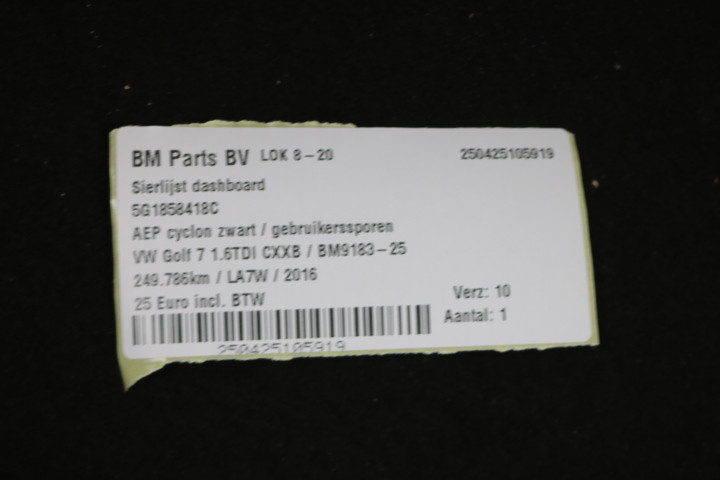 BM Parts BV LOK 8-20 250425105919
Sierlijst dashboard
5G1858418C
AEP cyclon zwart / gebruikerssporen
VW Golf 7 1.6TDI CXXB / BM9183-25
249.786km / LA7W / 2016
25 Euro incl. BTW Verz: 10
Aantal: 1
250425105919